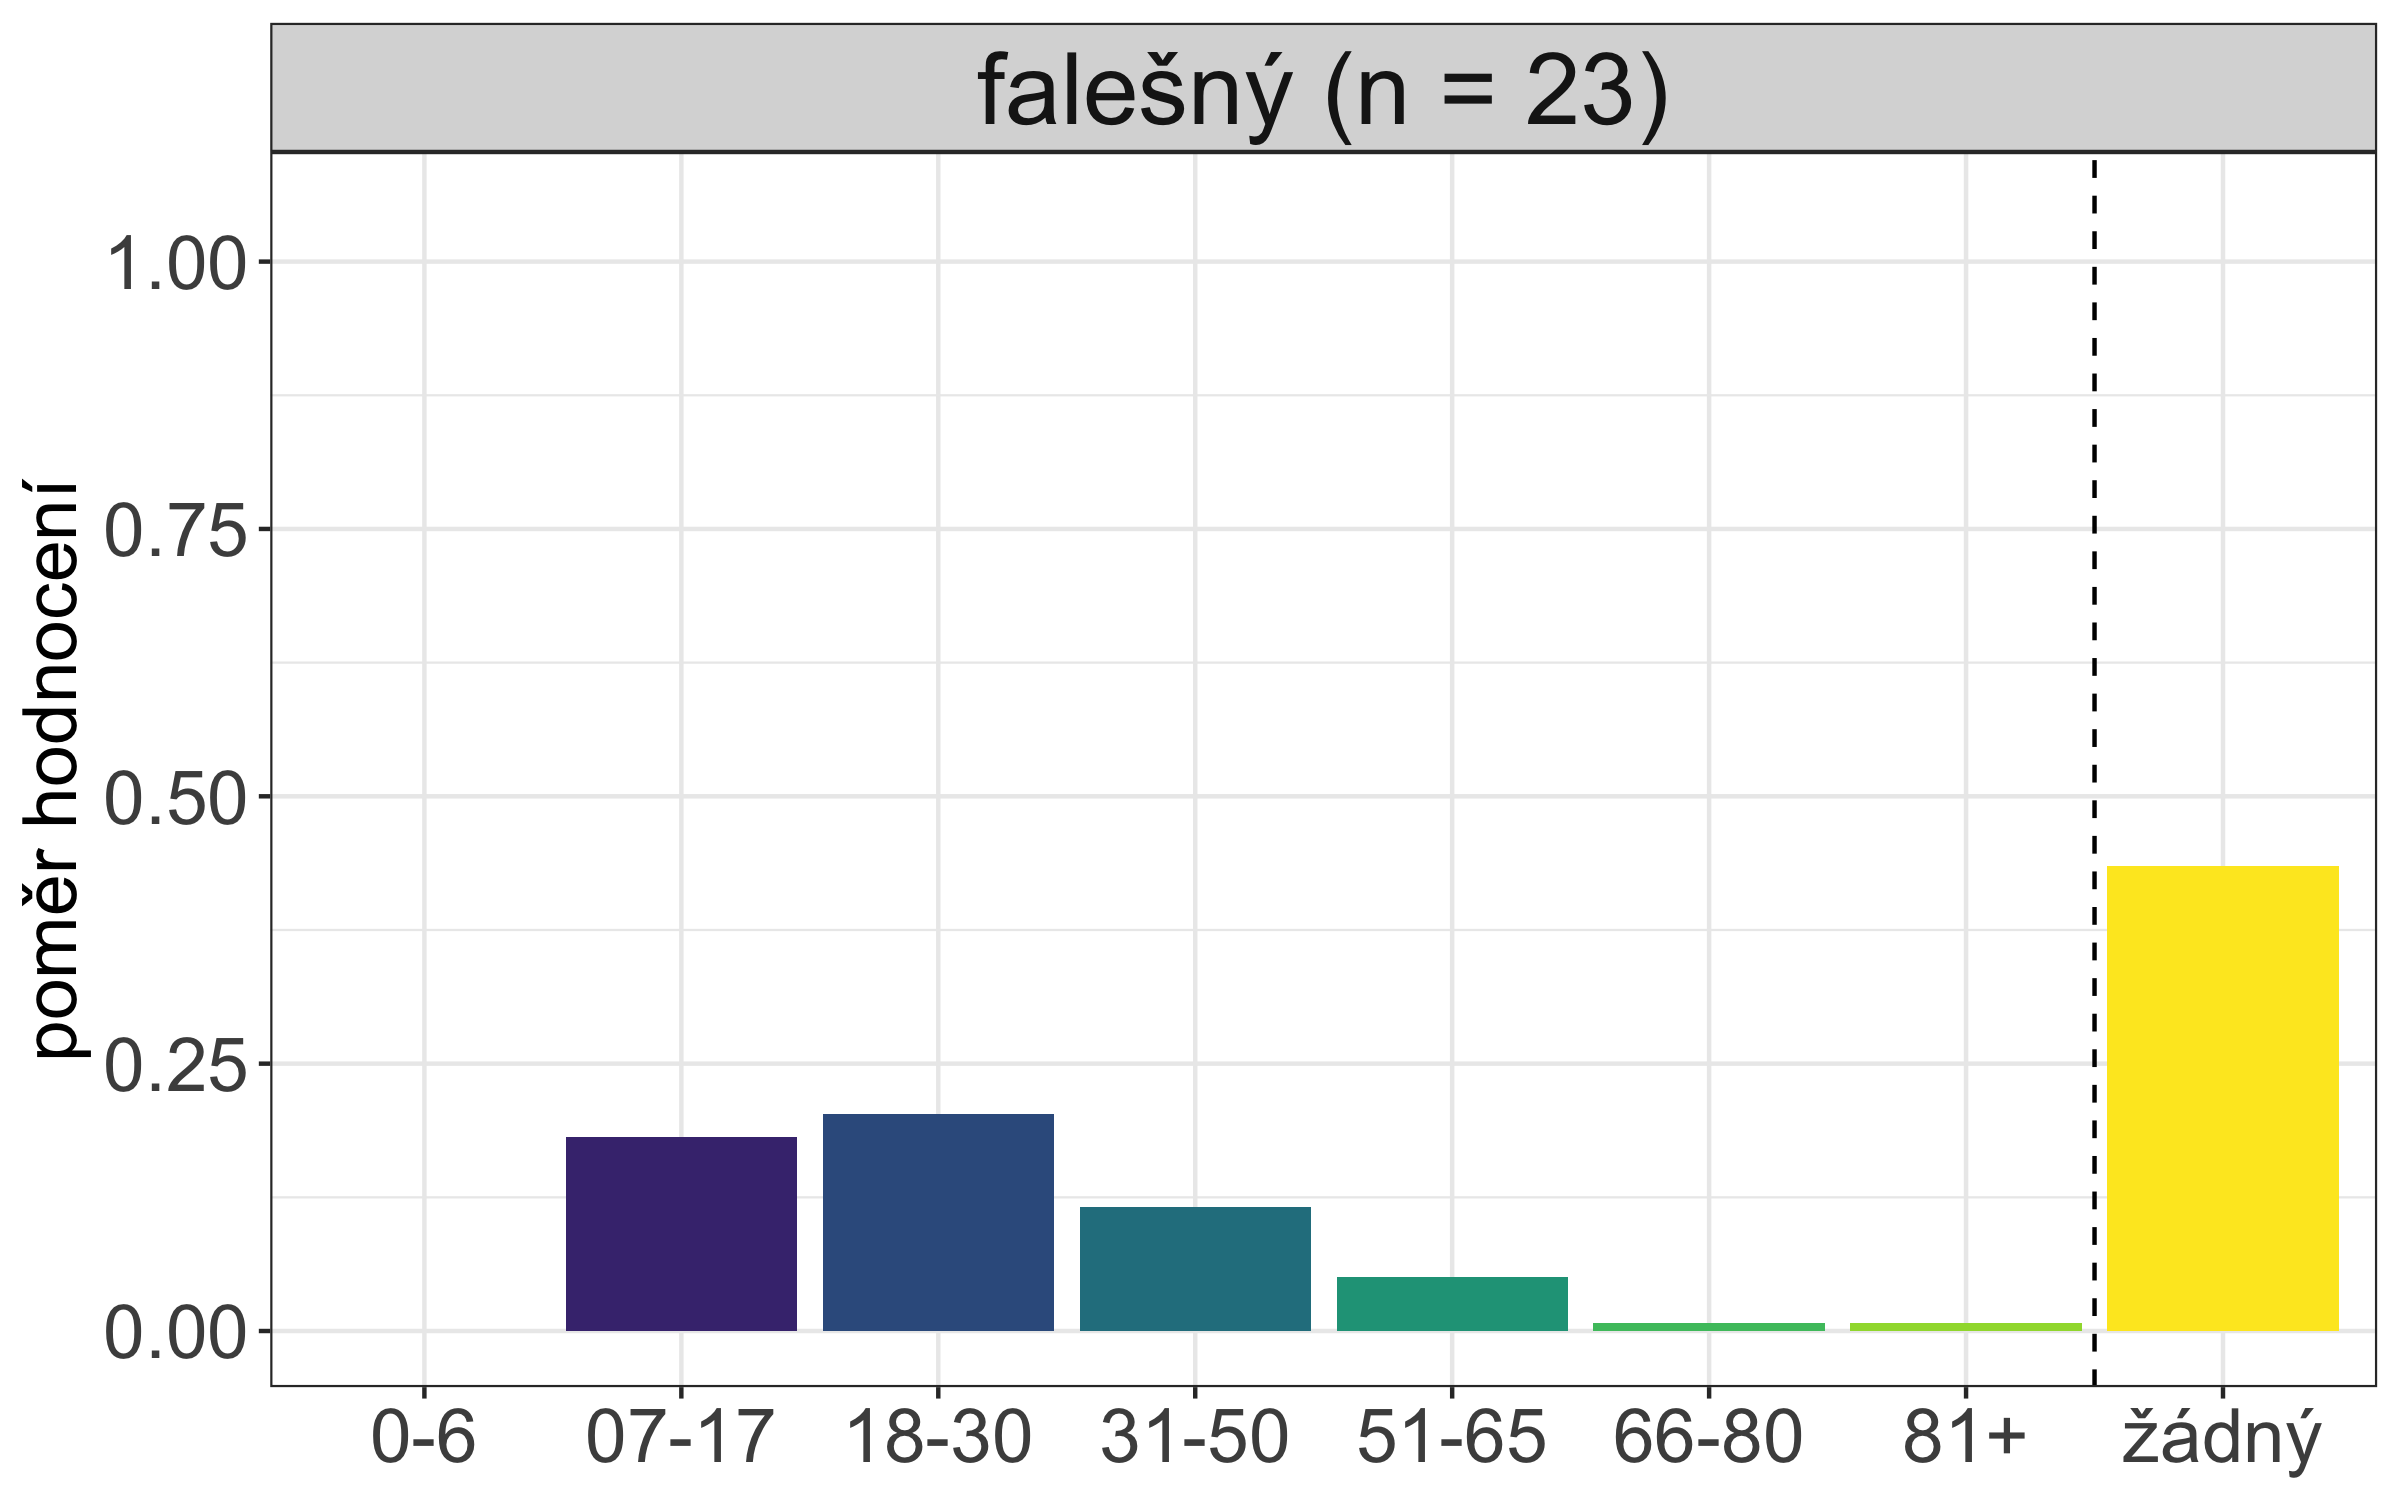 falešný (n = 23)
poměr hodnocení
1.00
0.75
0.50
0.25
0.00
0-6 07-17 18-30 31-50 51-65 66-80 81+ žádný